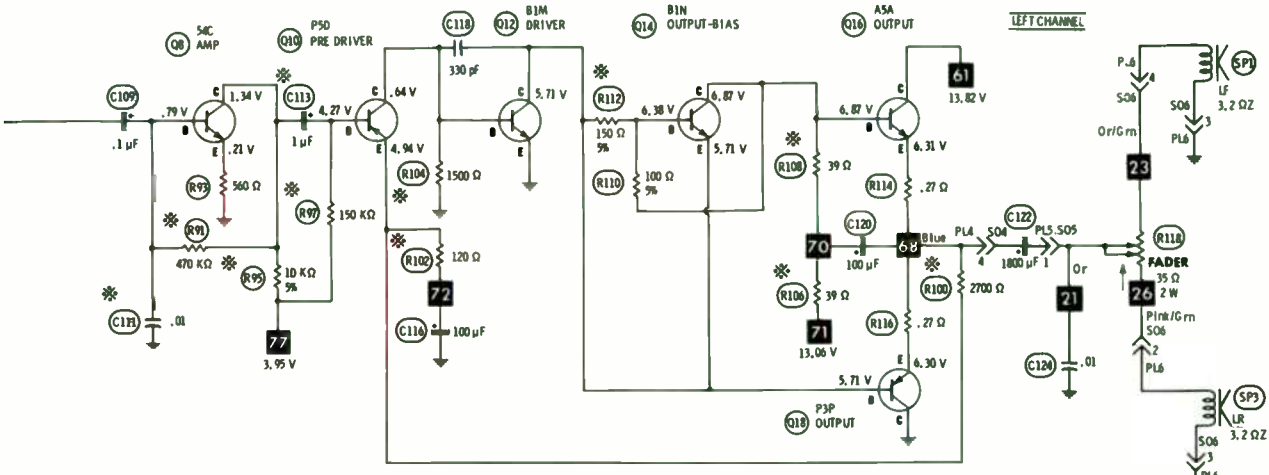 54C
Q8 AMP
P5D
Q10 PRE DRIVER
C118
330 pF
B1M
Q12 DRIVER
B1N
Q14 OUTPUT-BIAS
A5A
Q16 OUTPUT
LEFT CHANNEL
C109
.1 µF
.79 V
B
C
1.34 V
E
.21 V
R93
560 Ω
※
C113
1 µF
4.27 V
B
C
.64 V
E
4.94 V
※
R91
470 KΩ
※
R95
10 KΩ
5%
※
R97
150 KΩ
※
C111
.01
77
3.95 V
R104
1500 Ω
※
※
R102
120 Ω
72
C116
100 µF
C
5.71 V
B
E
※
R112
150 Ω
5%
6.38 V
B
C
6.87 V
E
5.71 V
R110
100 Ω
5%
※
R108
39 Ω
6.87 V
B
C
E
6.31 V
61
13.82 V
R114
.27 Ω
70
C120
100 µF
68
Blue
※
R106
39 Ω
71
13.06 V
R116
.27 Ω
※
R100
2700 Ω
PL4
SO4
4
C122
1800 µF
PL5
SO5
1
Or
21
C124
.01
5.71 V
B
E
6.30 V
C
P3P
Q18 OUTPUT
PL6
4
SO6
Or/Grn
23
SP1
LF
3.2 ΩZ
SO6
3
PL6
R118
FADER
35 Ω
2 W
26
Pink/Grn
SO6
2
PL6
SP3
LR
3.2 ΩZ
SO6
3
PL6